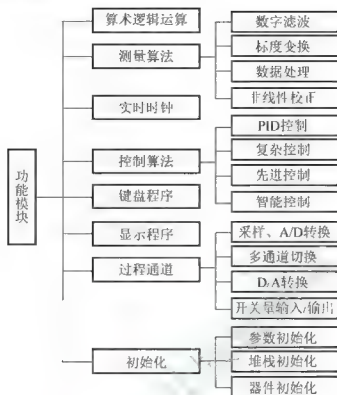 功能模块
算术逻辑运算
测量算法
数字滤波
标度变换
数据处理
非线性校正
实时时钟
控制算法
PID控制
复杂控制
先进控制
智能控制
键盘程序
显示程序
过程通道
采样、A/D转换
多通道切换
D/A转换
开关量输入/输出
初始化
参数初始化
堆栈初始化
器件初始化